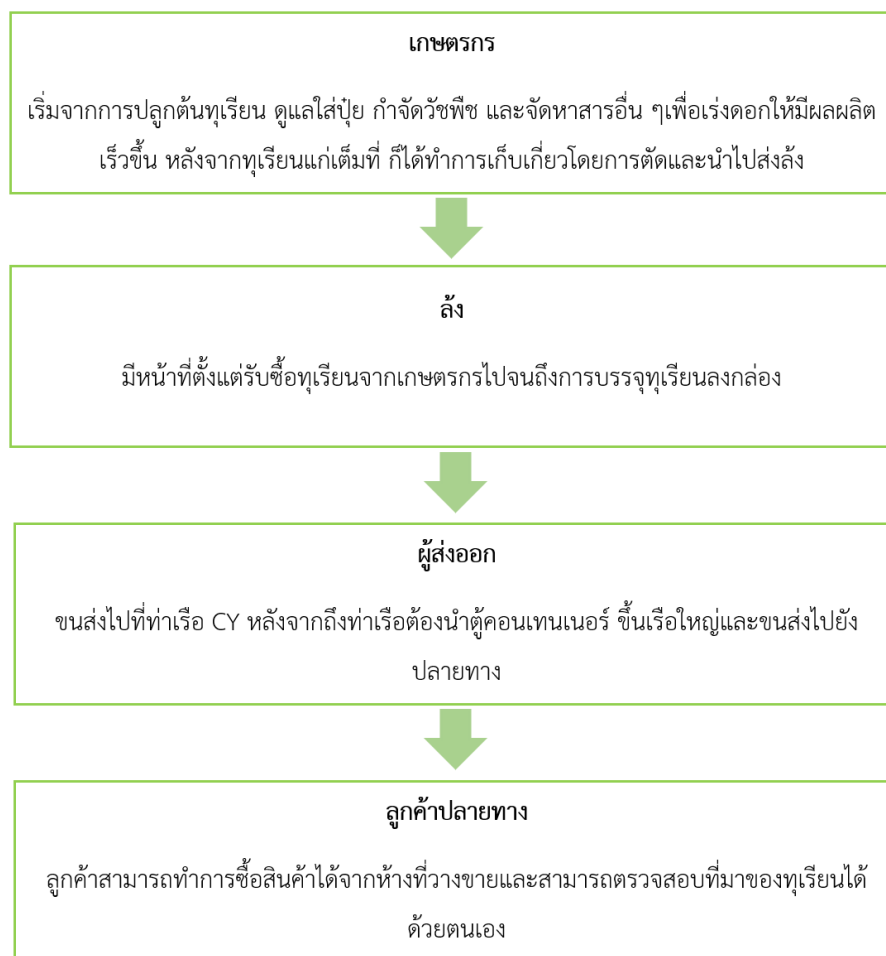 เกษตรกร
เริ่มจากการปลูกต้นทุเรียน ดูแลใส่ปุ๋ย กำจัดวัชพืช และจัดหาสารอื่น ๆเพื่อเร่งดอกให้มีผลผลิต
เร็วขึ้น หลังจากทุเรียนแก่เต็มที่ ก็ได้ทำการเก็บเกี่ยวโดยการตัดและนำไปส่งล้ง
ล้ง
มีหน้าที่ตั้งแต่รับซื้อทุเรียนจากเกษตรกรไปจนถึงการบรรจุทุเรียนลงกล่อง
ผู้ส่งออก
ขนส่งไปที่ท่าเรือ CY หลังจากถึงท่าเรือต้องนำตู้คอนเทนเนอร์ ขึ้นเรือใหญ่และขนส่งไปยัง
ปลายทาง
ลูกค้าปลายทาง
ลูกค้าสามารถทำการซื้อสินค้าได้จากห้างที่วางขายและสามารถตรวจสอบที่มาของทุเรียนได้
ด้วยตนเอง